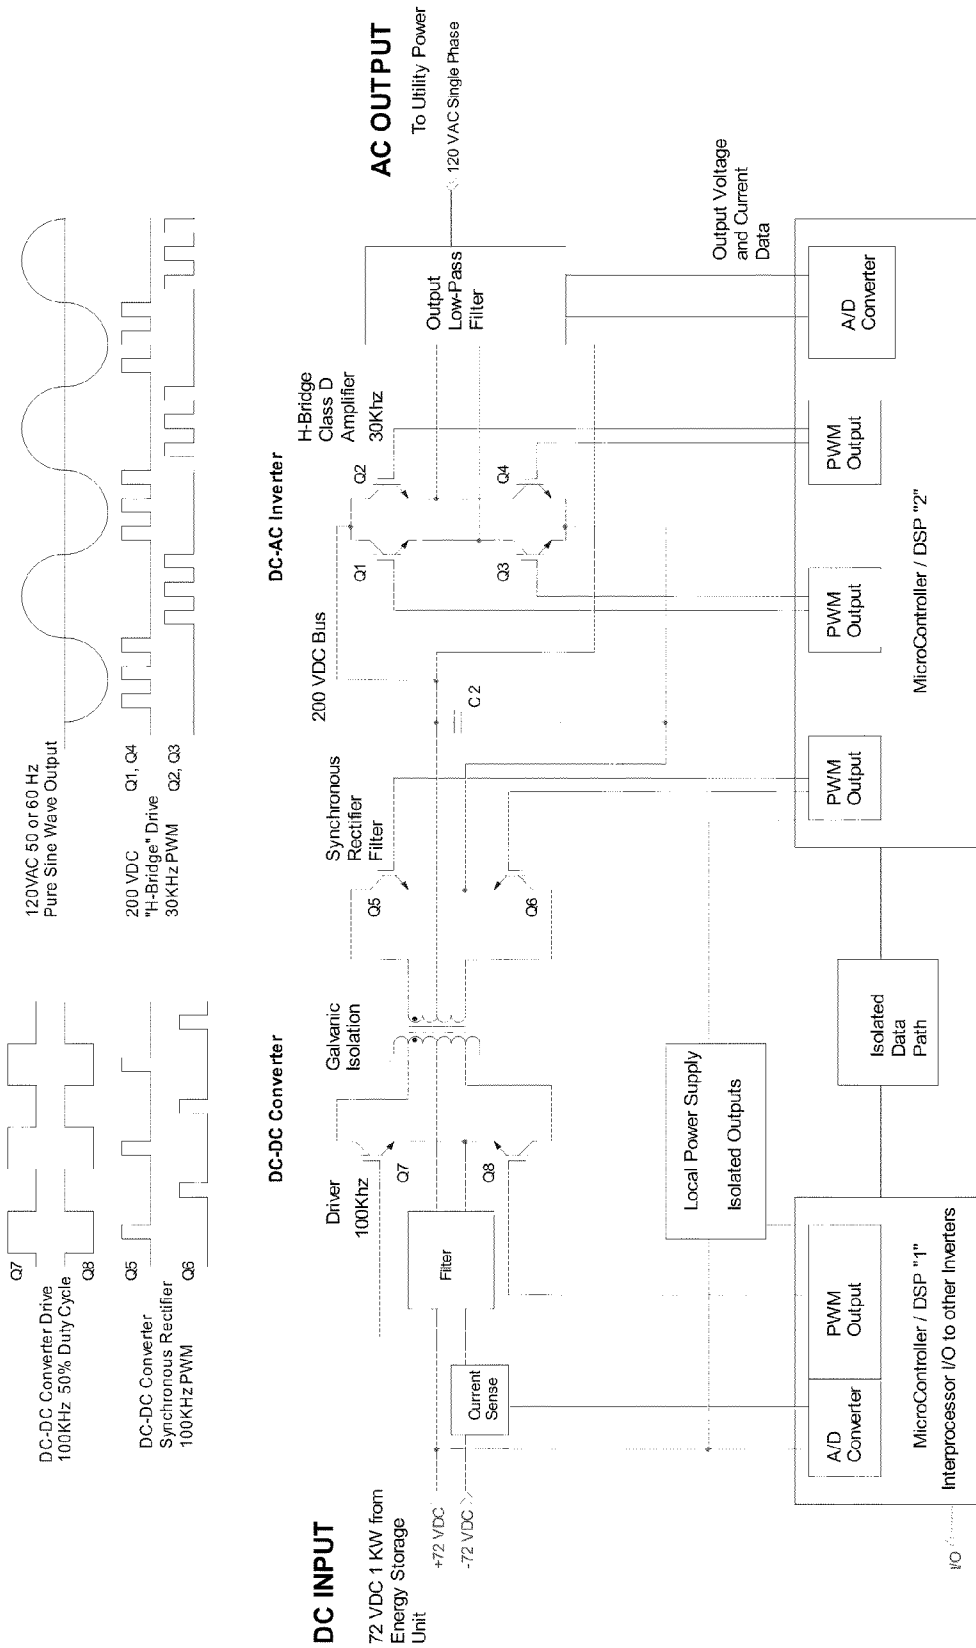 Q7
DC-DC Converter Drive
100KHz 50% Duty Cycle
Q8
Q5
DC-DC Converter
Synchronous Rectifier
100KHz PWM
Q6
120VAC 50 or 60 Hz
Pure Sine Wave Output
200 VDC
"H-Bridge" Drive
30KHz PWM
Q1, Q4
Q2, Q3
DC-DC Converter
DC-AC Inverter
DC INPUT
72 VDC 1 KW from
Energy Storage
Unit
+72 VDC
-72 VDC
Current
Sense
Filter
Driver
100Khz
Q7
Q8
Galvanic
Isolation
Synchronous
Rectifier
Filter
Q5
Q6
200 VDC Bus
C2
Q1
Q2
Q3
Q4
H-Bridge
Class D
Amplifier
30Khz
Output
Low-Pass
Filter
AC OUTPUT
To Utility Power
120 VAC Single Phase
Output Voltage
and Current
Data
Local Power Supply
Isolated Outputs
Isolated
Data
Path
A/D
Converter
PWM
Output
MicroController / DSP "1"
Interprocessor I/O to other Inverters
I/O
PWM
Output
PWM
Output
PWM
Output
A/D
Converter
MicroController / DSP "2"